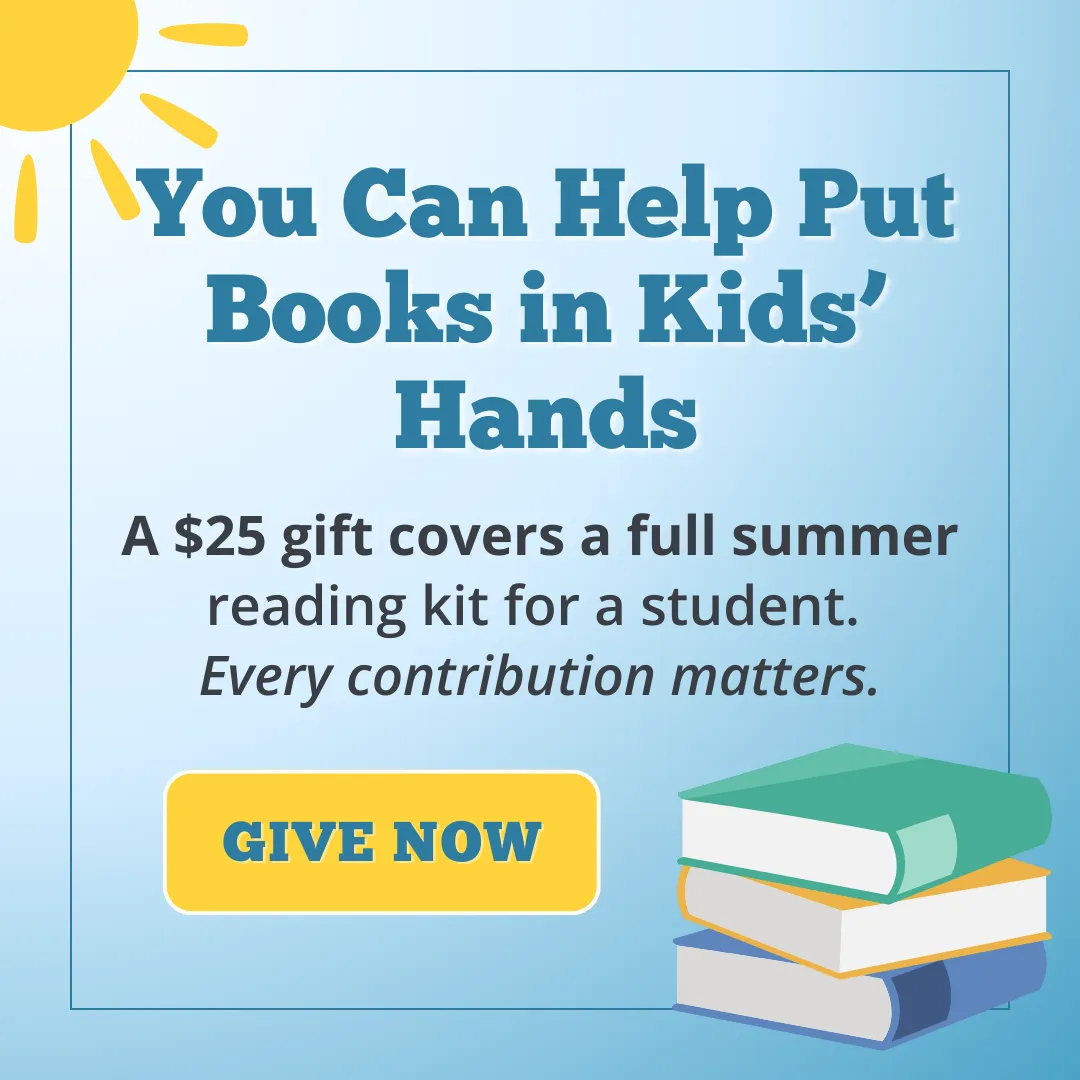 You Can Help Put
Books in Kids’
Hands
A $25 gift covers a full summer
reading kit for a student.
Every contribution matters.
GIVE NOW